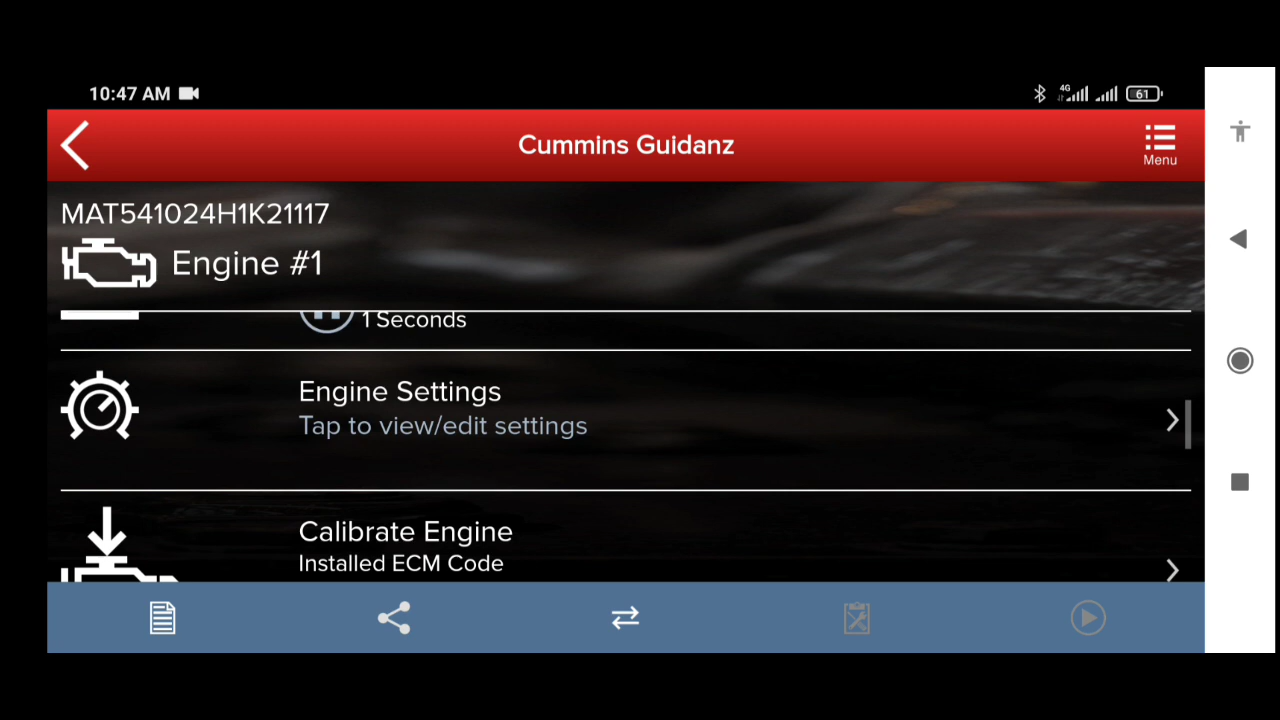 10:47 AM
4G
61
Cummins Guidanz
Menu
MAT541024H1K21117
Engine #1
1 Seconds
Engine Settings
Tap to view/edit settings
Calibrate Engine
Installed ECM Code